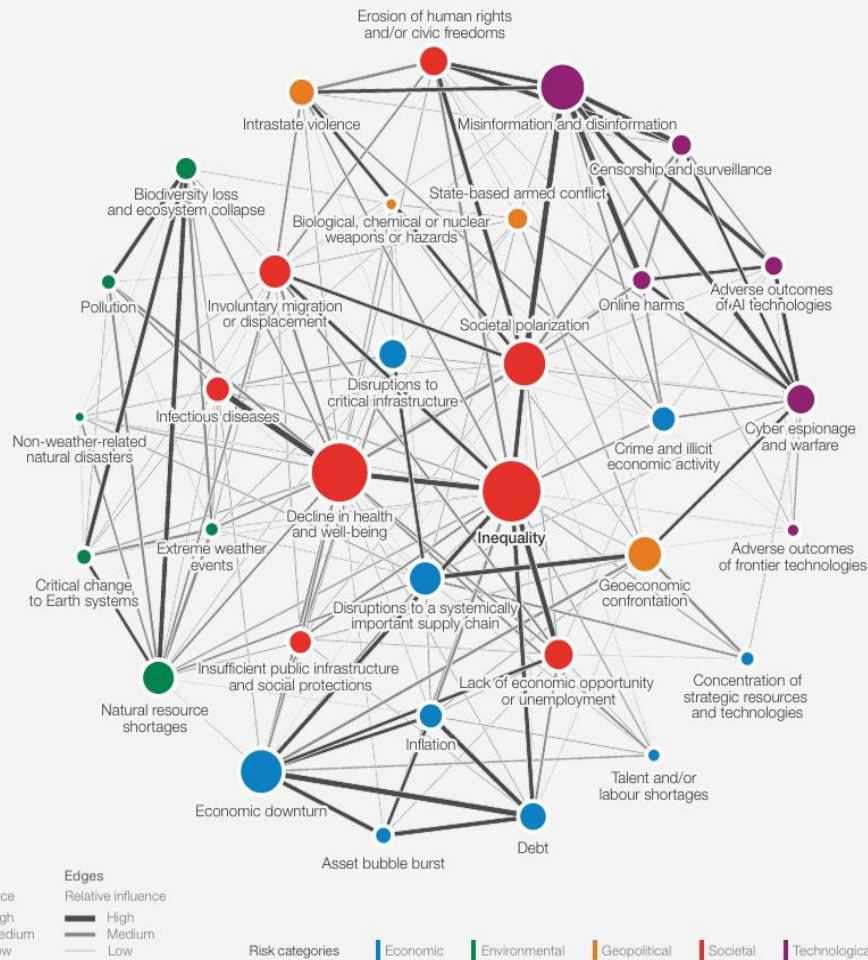 Erosion of human rights
and/or civic freedoms
Intrastate violence
Misinformation and disinformation
Censorship and surveillance
Biodiversity loss
and ecosystem collapse
State-based armed conflict
Biological, chemical or nuclear
weapons or hazards
Pollution
Involuntary migration
or displacement
Online harms
Adverse outcomes
of AI technologies
Societal polarization
Disruptions to
critical infrastructure
Infectious diseases
Non-weather-related
natural disasters
Crime and illicit
economic activity
Cyber espionage
and warfare
Decline in health
and well-being
Inequality
Extreme weather
events
Adverse outcomes
of frontier technologies
Critical change
to Earth systems
Geoeconomic
confrontation
Disruptions to a systemically
important supply chain
Insufficient public infrastructure
and social protections
Lack of economic opportunity
or unemployment
Concentration of
strategic resources
and technologies
Natural resource
shortages
Inflation
Talent and/or
labour shortages
Economic downturn
Debt
Asset bubble burst
Edges
Relative influence
High
Medium
Low
Risk categories
Economic
Environmental
Geopolitical
Societal